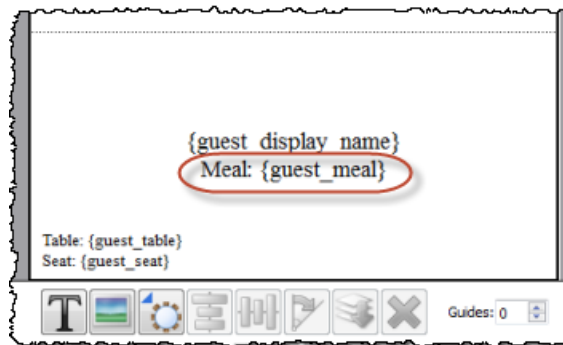 {guest_display_name}
Meal: {guest_meal}
Table: {guest_table}
Seat: {guest_seat}
T
Guides: 0